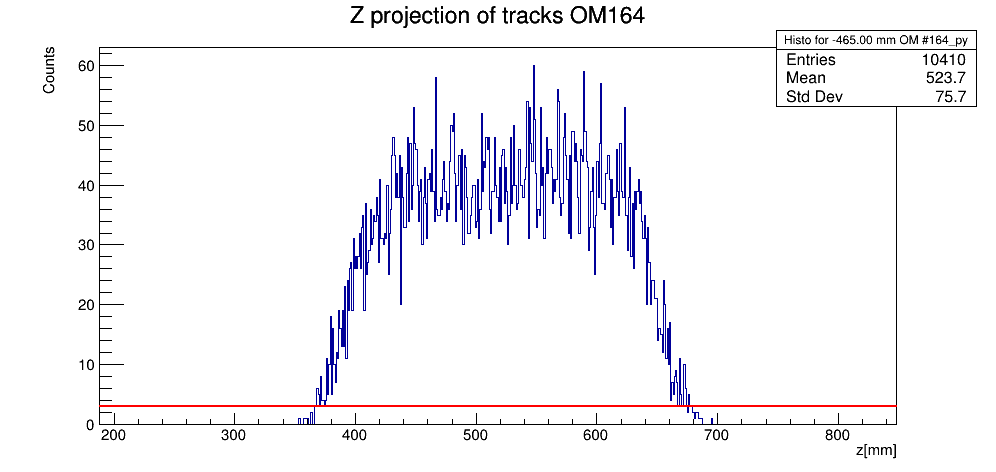 Z projection of tracks OM164
Histo for -465.00 mm OM #164_py
Entries 10410
Mean 523.7
Std Dev 75.7
Counts
60
50
40
30
20
10
0
200 300 400 500 600 700 800
z[mm]